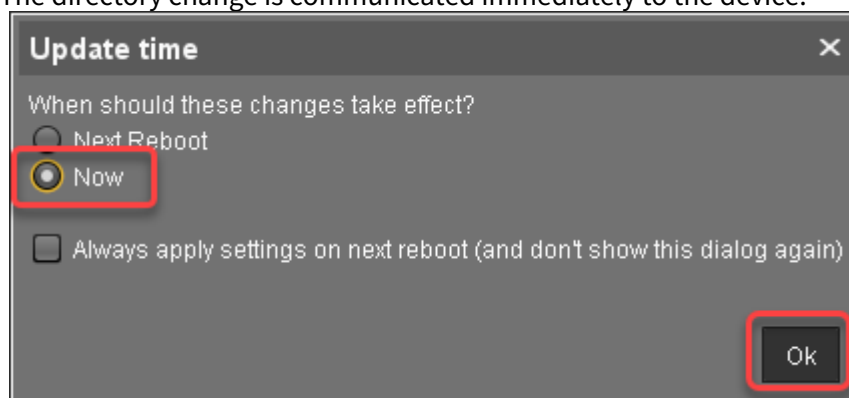 The directory change is communicated immediately to the device.
Update time
When should these changes take effect?
Next Reboot
Now
Always apply settings on next reboot (and don't show this dialog again)
Ok